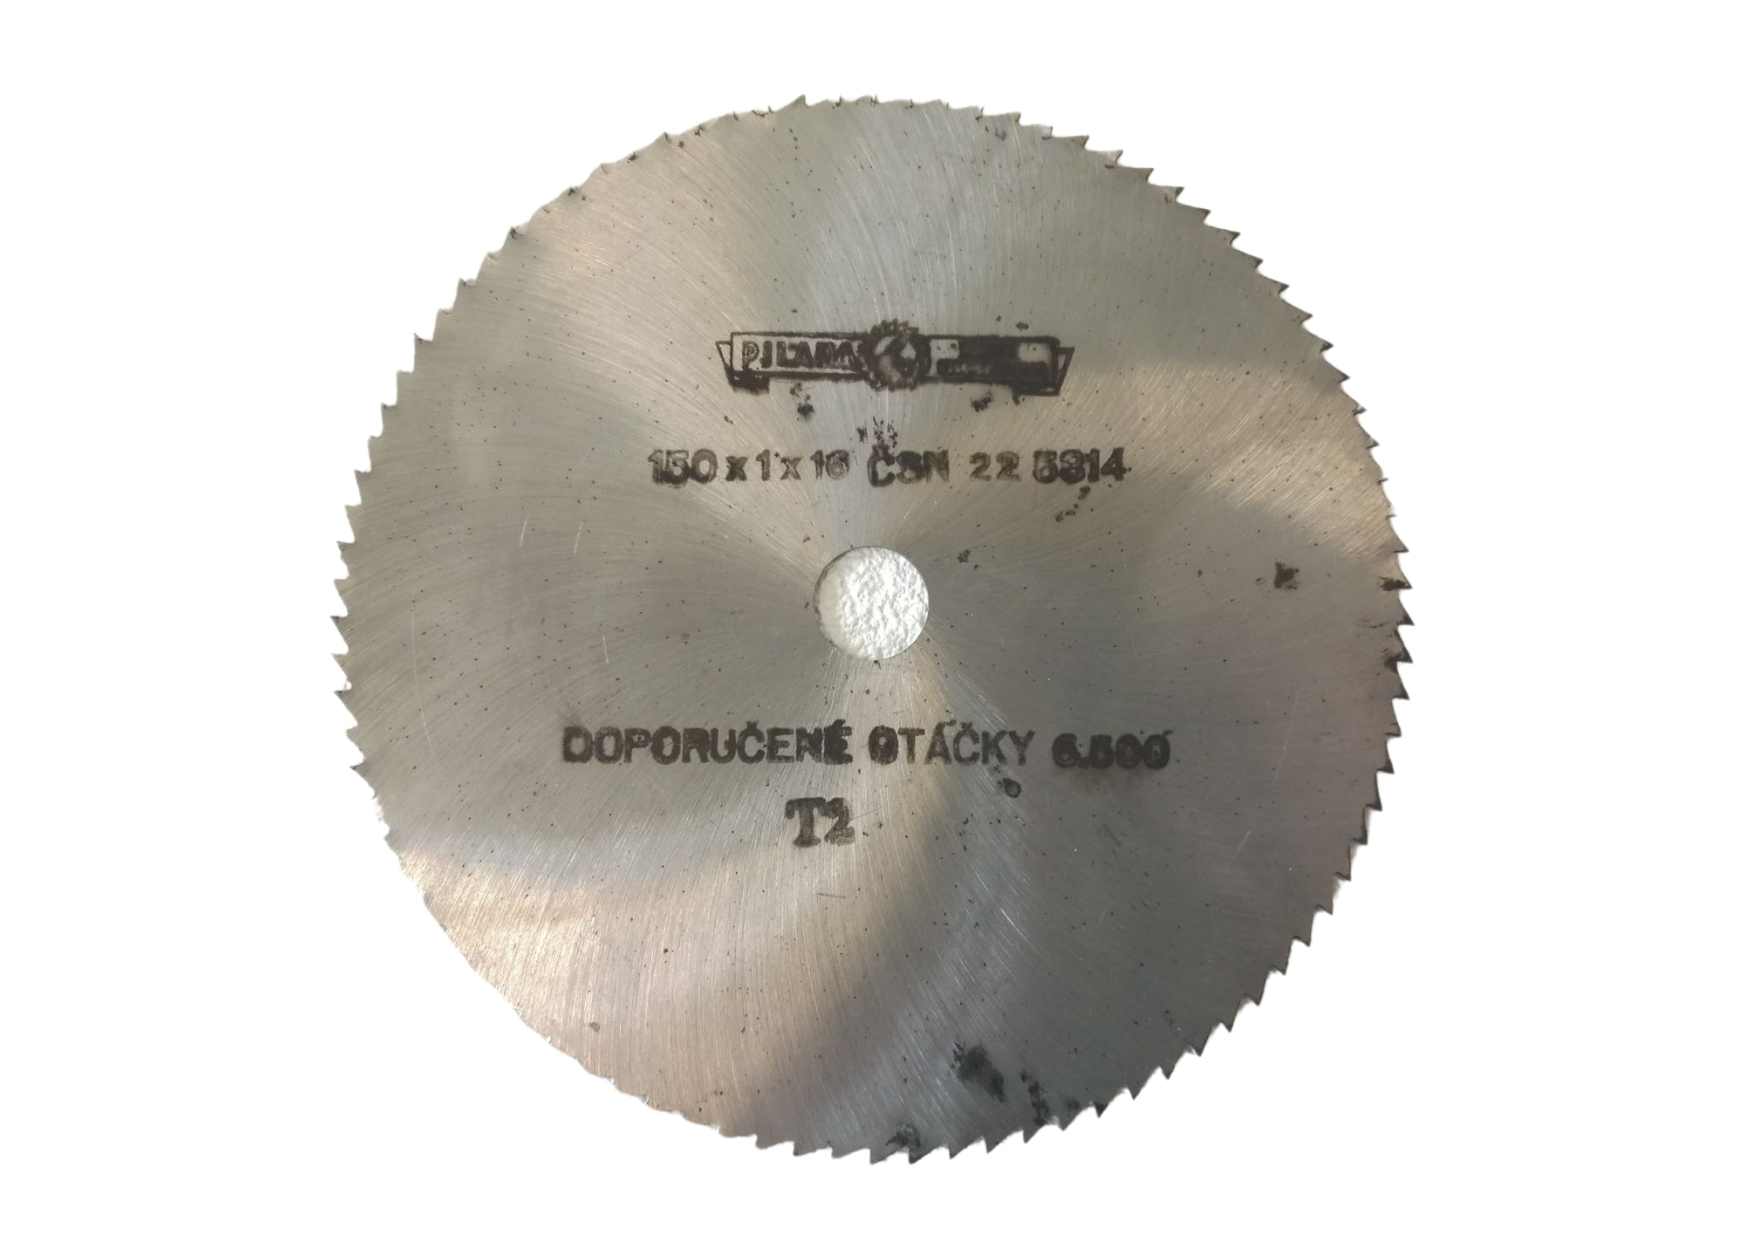 PILANA
150 x 1 x 16 ČSN 22 5314
DOPORUČENÉ OTÁČKY 6.500
T2